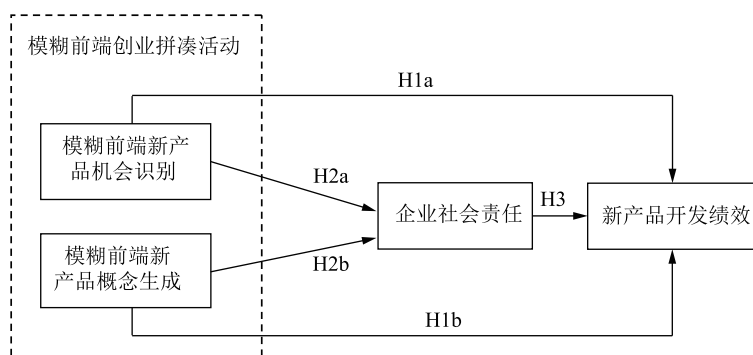 模糊前端创业拼凑活动
H1a
模糊前端新产
品机会识别
H2a
企业社会责任
H3
新产品开发绩效
模糊前端新
产品概念生成
H2b
H1b